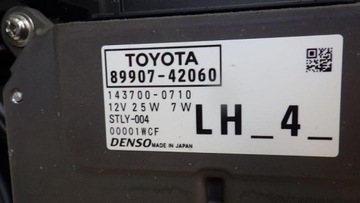 TOYOTA
89907-42060
143700-0710
12V 25W 7W
STLY-004
00001WCF
LH_4_
DENSO MADE IN JAPAN